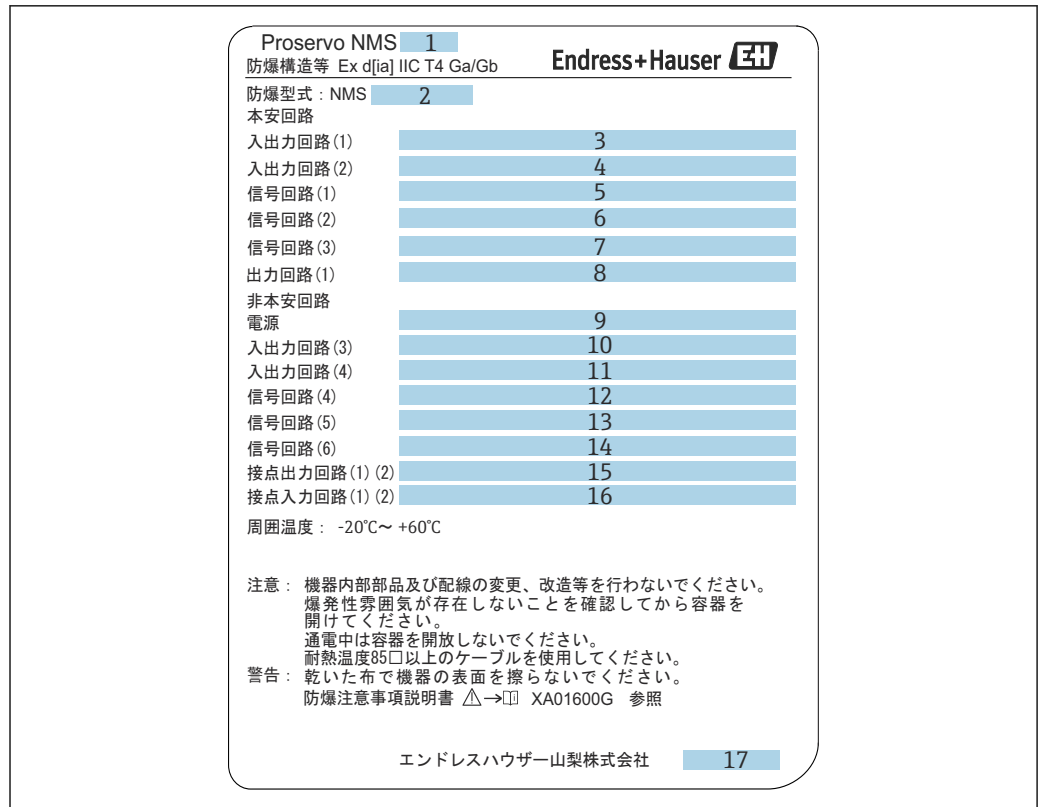 Proservo NMS 1
防爆構造等 Ex d[ia] IIC T4 Ga/Gb
Endress+Hauser EH
防爆型式：NMS 2
本安回路
入出力回路(1) 3
入出力回路(2) 4
信号回路(1) 5
信号回路(2) 6
信号回路(3) 7
出力回路(1) 8
非本安回路
電源 9
入出力回路(3) 10
入出力回路(4) 11
信号回路(4) 12
信号回路(5) 13
信号回路(6) 14
接点出力回路(1)(2) 15
接点入力回路(1)(2) 16
周囲温度： -20℃～ +60℃
注意： 機器内部部品及び配線の変更、改造等を行わないでください。
爆発性雰囲気が存在しないことを確認してから容器を
開けてください。
通電中は容器を開放しないでください。
耐熱温度85□以上のケーブルを使用してください。
警告： 乾いた布で機器の表面を擦らないでください。
防爆注意事項説明書 ⚠→📖 XA01600G 参照
エンドレスハウザー山梨株式会社 17